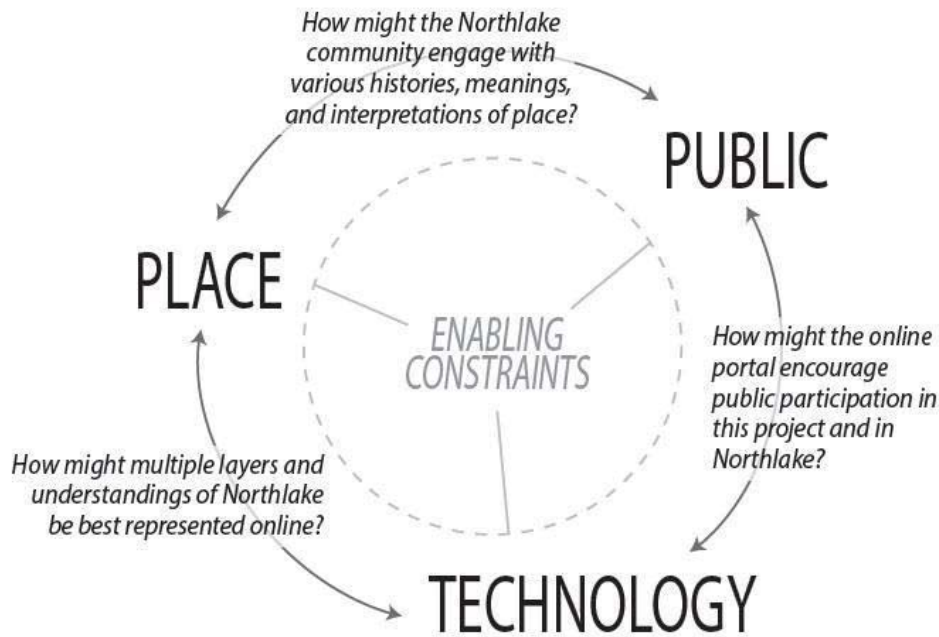 How might the Northlake
community engage with
various histories, meanings,
and interpretations of place?
PUBLIC
PLACE
ENABLING
CONSTRAINTS
How might the online
portal encourage
public participation in
this project and in
Northlake?
How might multiple layers and
understandings of Northlake
be best represented online?
TECHNOLOGY